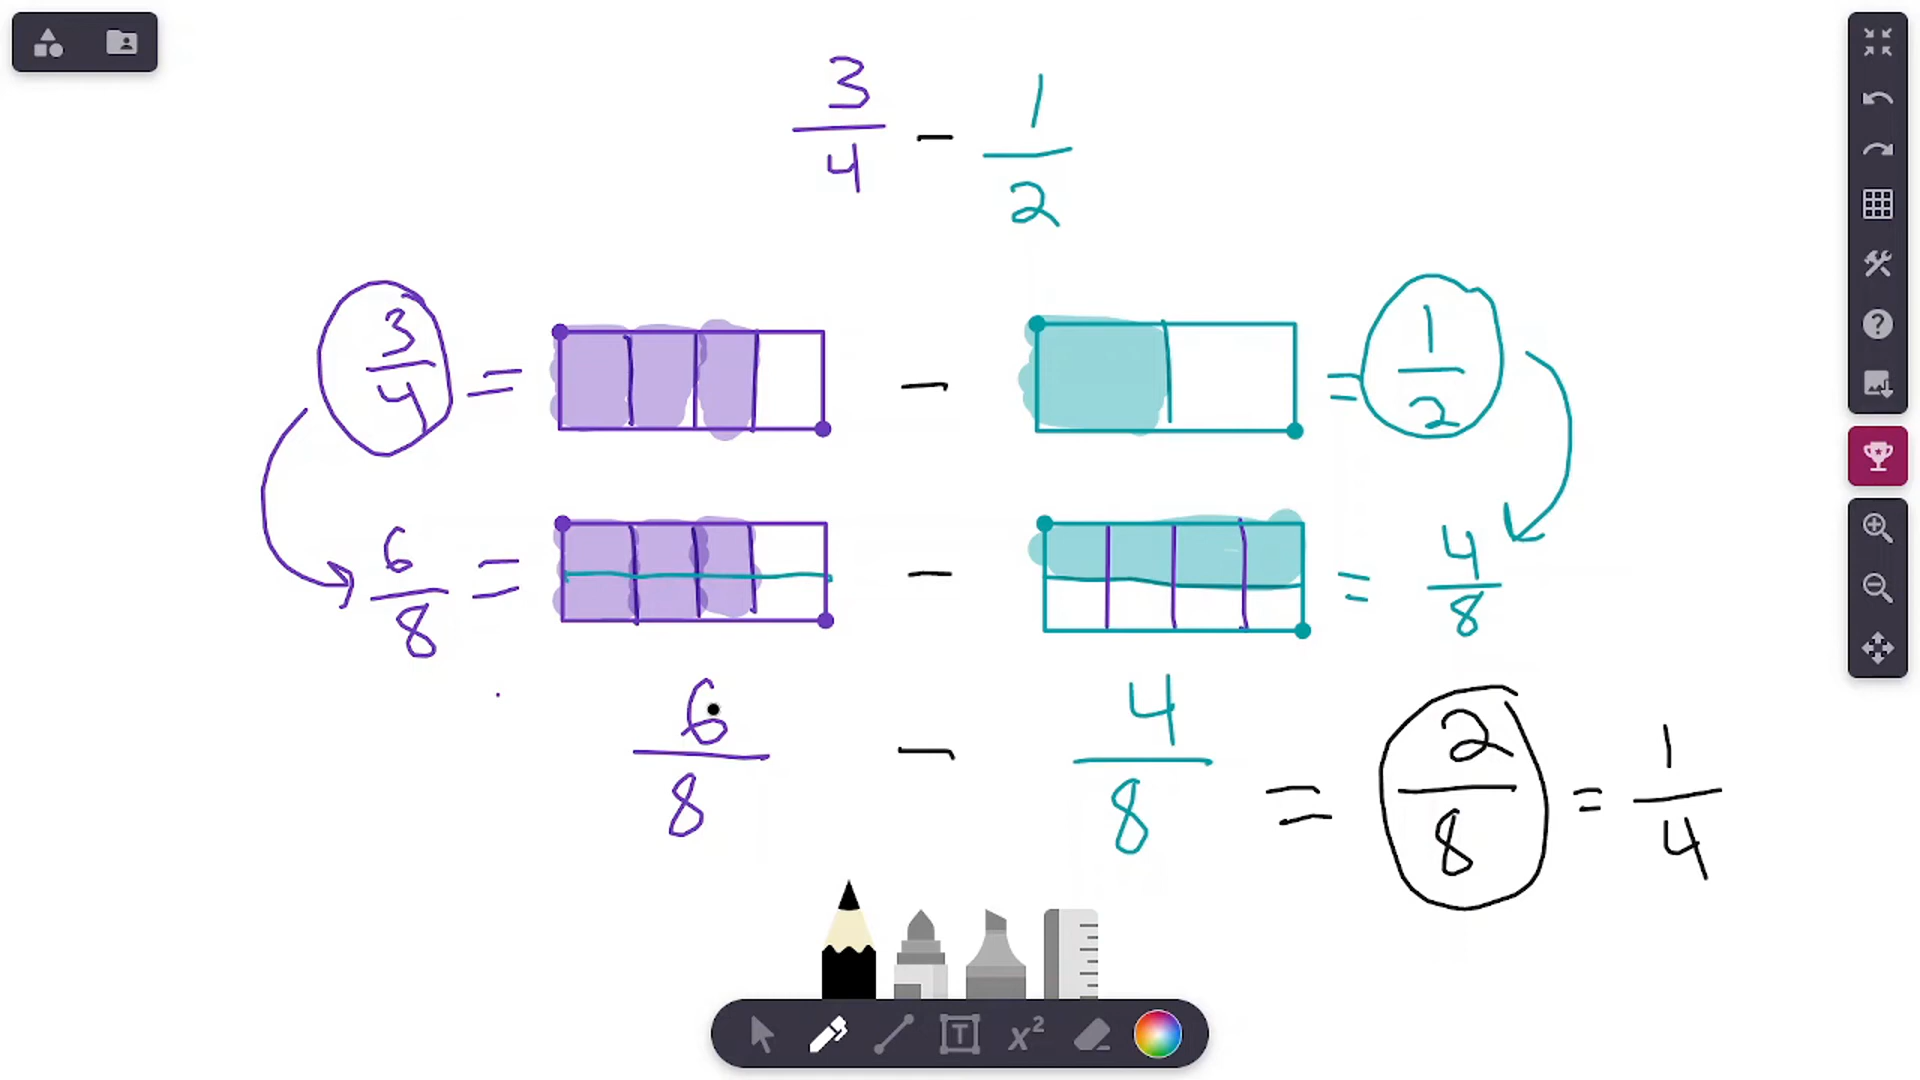 3/4 - 1/2
3/4 = - = 1/2
6/8 = - = 4/8
6/8 - 4/8 = 2/8 = 1/4
T x²